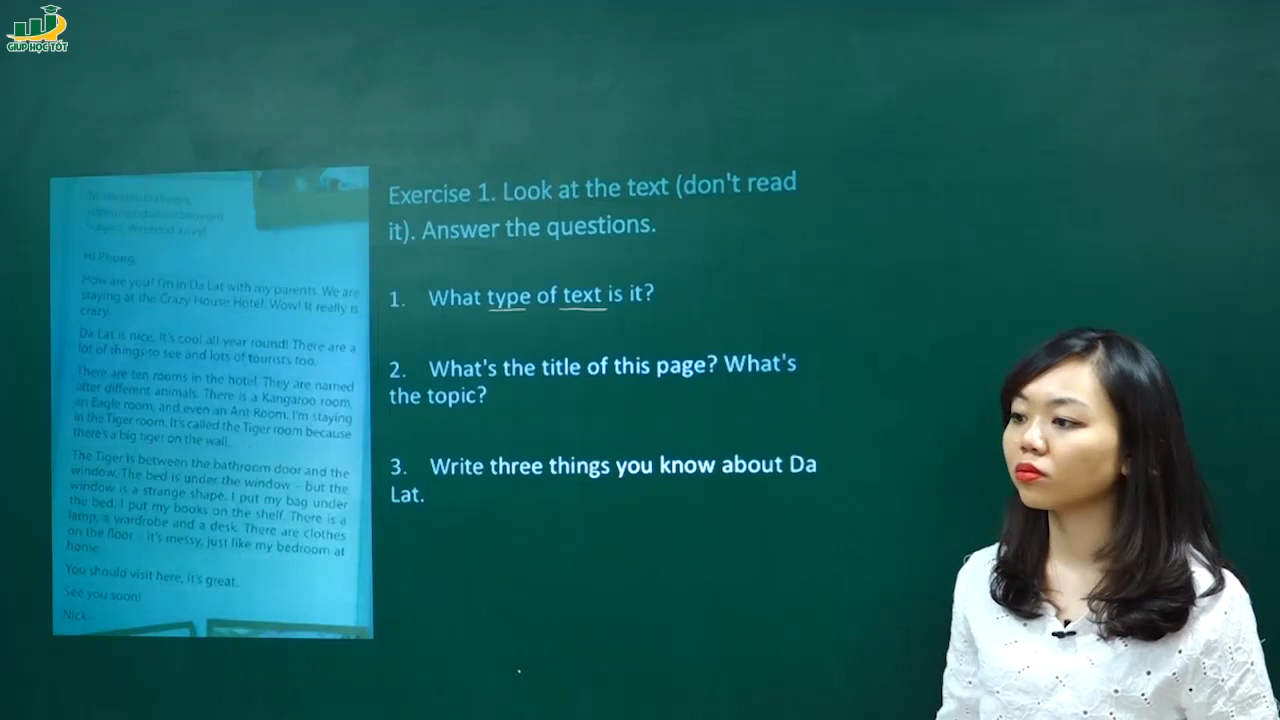 GIÚP HỌC TỐT
Exercise 1. Look at the text (don't read
it). Answer the questions.
1. What type of text is it?
2. What's the title of this page? What's
the topic?
3. Write three things you know about Da
Lat.
Hi Phong,
How are you? I'm in Da Lat with my parents. We are
staying at the Crazy House Hotel. Wow! It really is
crazy.
Da Lat is nice. It's cool all year round! There are a
lot of things to see and lots of tourists too.
There are ten rooms in the hotel. They are named
after different animals. There is a Kangaroo room,
an Eagle room, and even an Ant Room. I'm staying
in the Tiger room. It's called the Tiger room because
there's a big tiger on the wall.
The Tiger is between the bathroom door and the
window. The bed is under the window – but the
window is a strange shape. I put my bag under
the bed. I put my books on the shelf. There is a
lamp, a wardrobe and a desk. There are clothes
on the floor – it's messy, just like my bedroom at
home.
You should visit here, it's great.
See you soon!
Nick